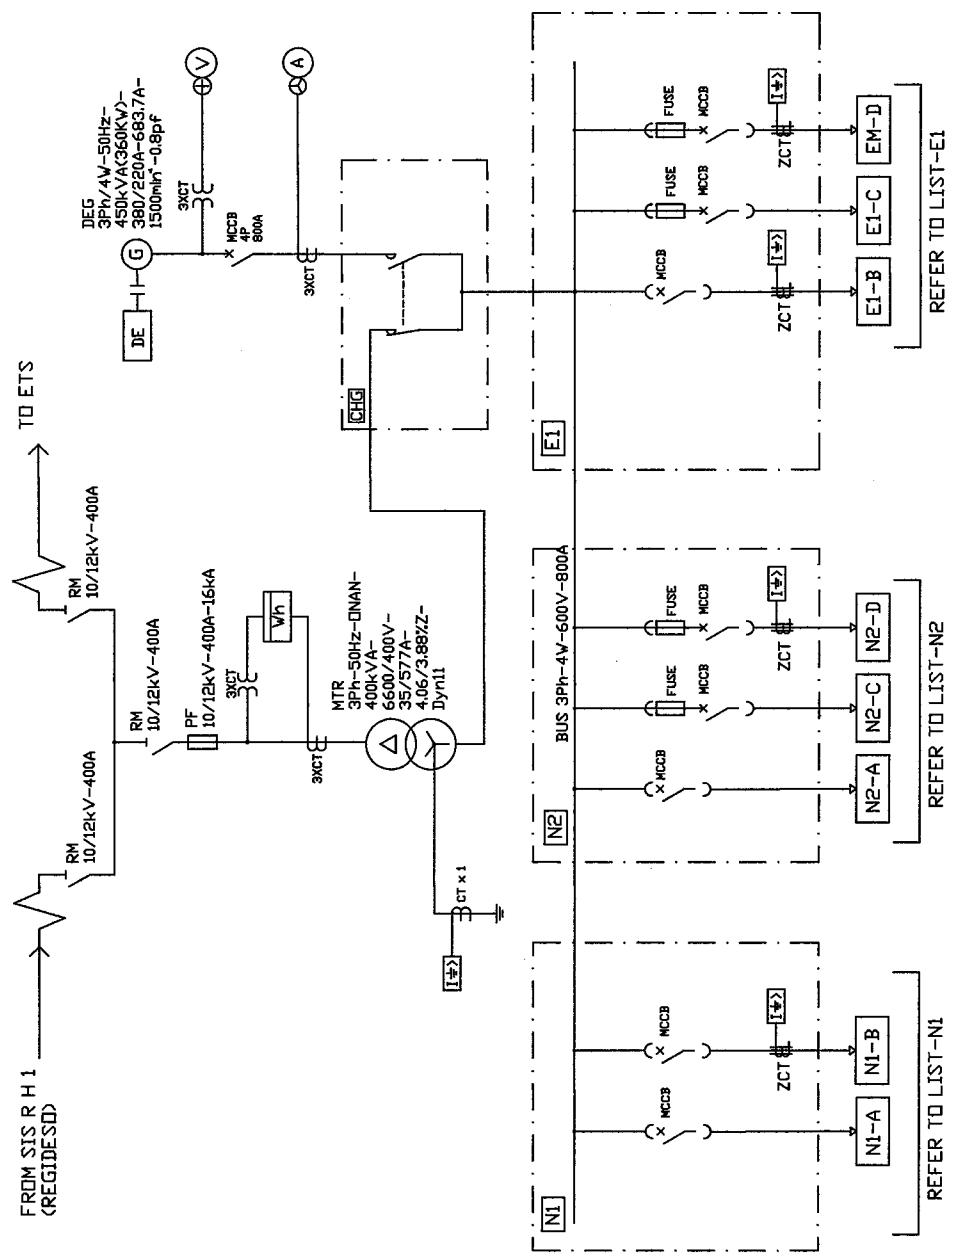 FROM SIS R H 1
(REGIDESO)
TO ETS
RM
10/12kV-400A
RM
10/12kV-400A
RM
10/12kV-400A
PF
10/12kV-400A-16kA
3XCT
Wh
3XCT
MTR
3Ph-50Hz-ONAN-
400kVA-
6600/400V-
35/577A-
4.06/3.88%Z-
Dyn11
CT x 1
I⏚>
DEG
3Ph/4W-50Hz-
450kVA(360KW)-
380/220A-683.7A-
1500min⁻-0.8pf
DE
G
3XCT
V
MCCB
4P
800A
A
3XCT
CHG
BUS 3Ph-4W-600V-800A
N1
MCCB
MCCB
I⏚>
ZCT
N1-A
N1-B
REFER TO LIST-N1
N2
MCCB
FUSE
MCCB
FUSE
MCCB
I⏚>
ZCT
N2-A
N2-C
N2-D
REFER TO LIST-N2
E1
MCCB
I⏚>
ZCT
FUSE
MCCB
FUSE
MCCB
I⏚>
ZCT
E1-B
E1-C
EM-D
REFER TO LIST-E1